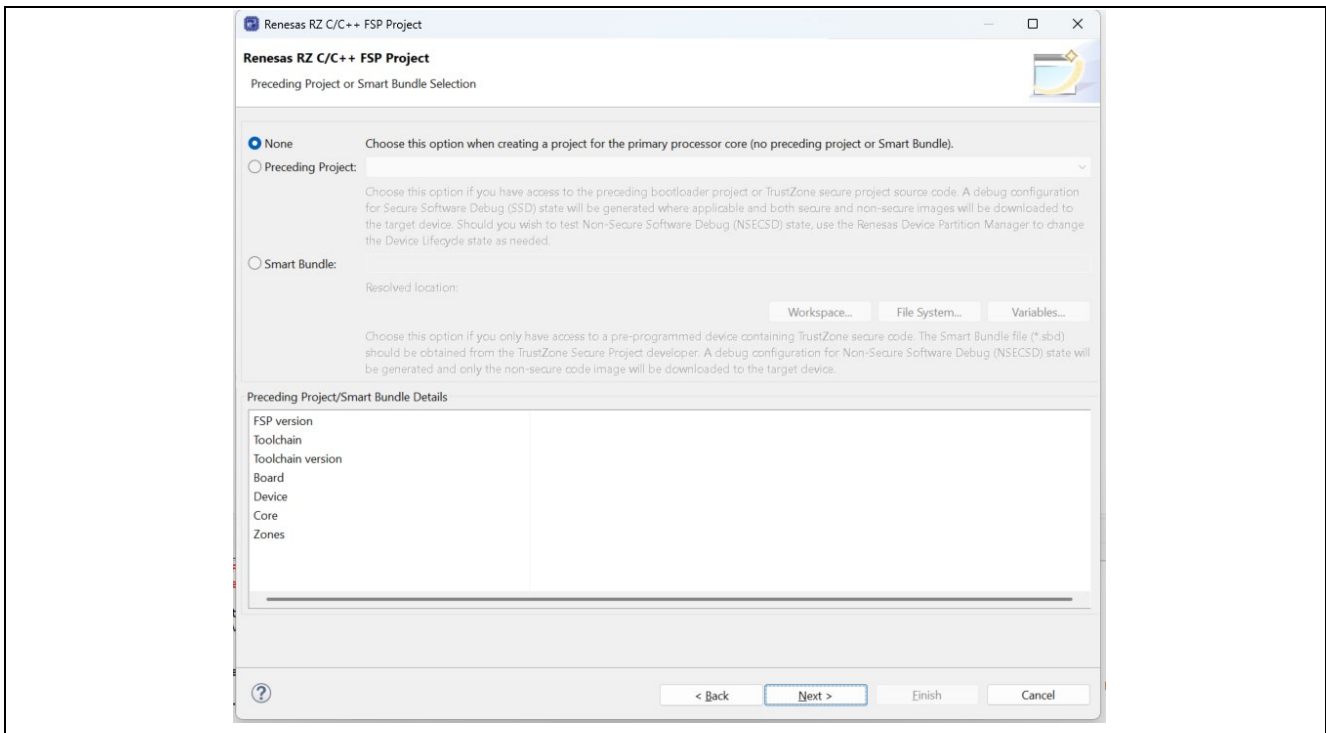 Renesas RZ C/C++ FSP Project
Renesas RZ C/C++ FSP Project
Preceding Project or Smart Bundle Selection
None Choose this option when creating a project for the primary processor core (no preceding project or Smart Bundle).
Preceding Project:
Choose this option if you have access to the preceding bootloader project or TrustZone secure project source code. A debug configuration
for Secure Software Debug (SSD) state will be generated where applicable and both secure and non-secure images will be downloaded to
the target device. Should you wish to test Non-Secure Software Debug (NSECSD) state, use the Renesas Device Partition Manager to change
the Device Lifecycle state as needed.
Smart Bundle:
Resolved location:
Workspace... File System... Variables...
Choose this option if you only have access to a pre-programmed device containing TrustZone secure code. The Smart Bundle file (*.sbd)
should be obtained from the TrustZone Secure Project developer. A debug configuration for Non-Secure Software Debug (NSECSD) state will
be generated and only the non-secure code image will be downloaded to the target device.
Preceding Project/Smart Bundle Details
FSP version
Toolchain
Toolchain version
Board
Device
Core
Zones
? < Back Next > Finish Cancel